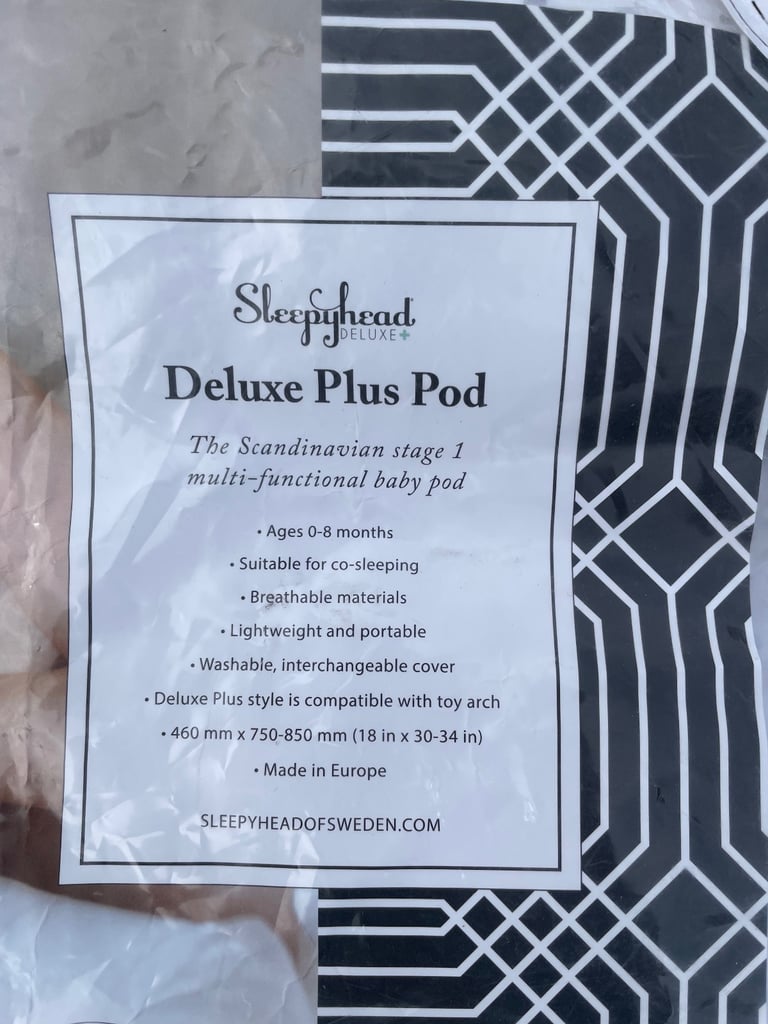 Sleepyhead
DELUXE+
Deluxe Plus Pod
The Scandinavian stage 1
multi-functional baby pod
• Ages 0-8 months
• Suitable for co-sleeping
• Breathable materials
• Lightweight and portable
• Washable, interchangeable cover
• Deluxe Plus style is compatible with toy arch
• 460 mm x 750-850 mm (18 in x 30-34 in)
• Made in Europe
SLEEPYHEADOFSWEDEN.COM